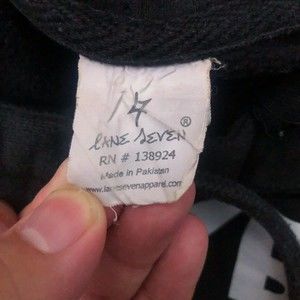 LANE SEVEN ®
RN # 138924
Made in Pakistan
www.lanesevenapparel.com